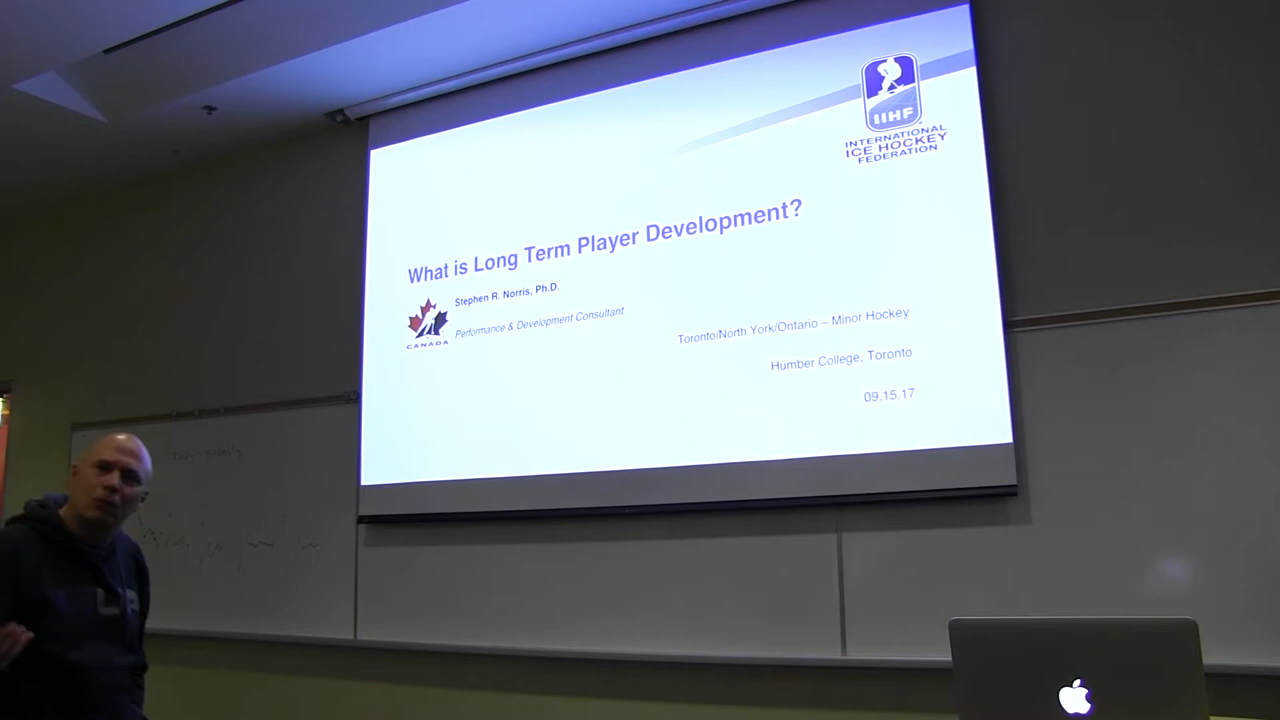 IIHF
INTERNATIONAL
ICE HOCKEY
FEDERATION
What is Long Term Player Development?
Stephen R. Norris, Ph.D.
Performance & Development Consultant
CANADA
Toronto/North York/Ontario – Minor Hockey
Humber College, Toronto
09.15.17